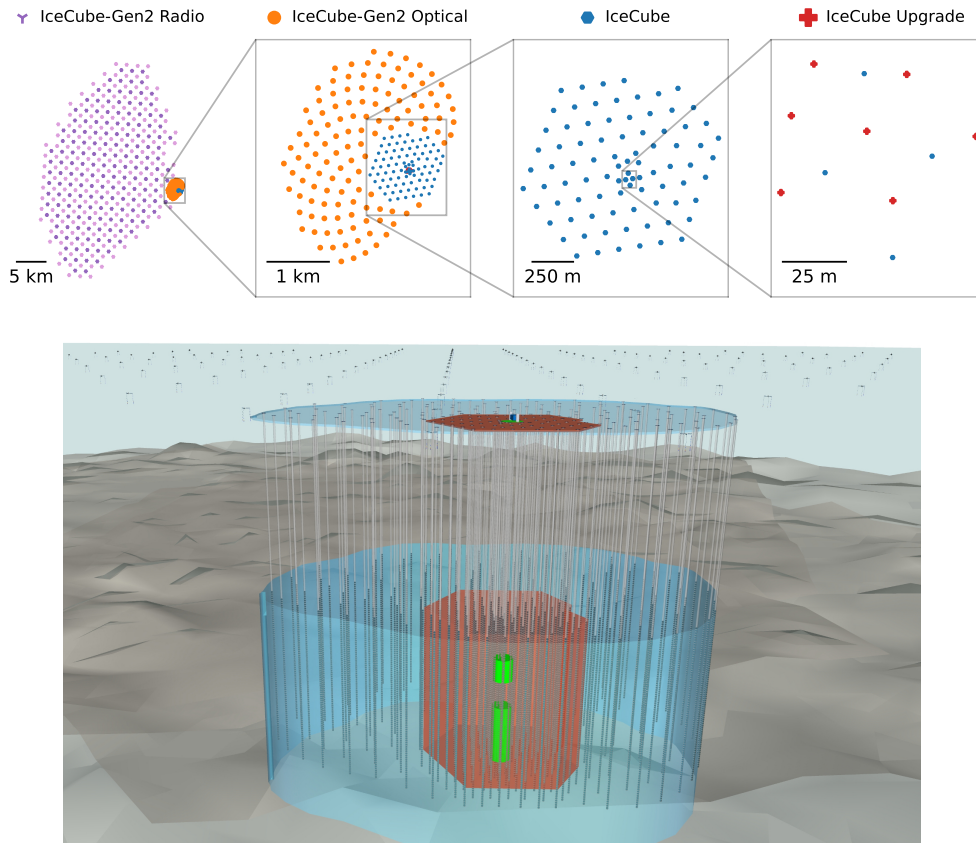 IceCube-Gen2 Radio
IceCube-Gen2 Optical
IceCube
IceCube Upgrade
5 km
1 km
250 m
25 m